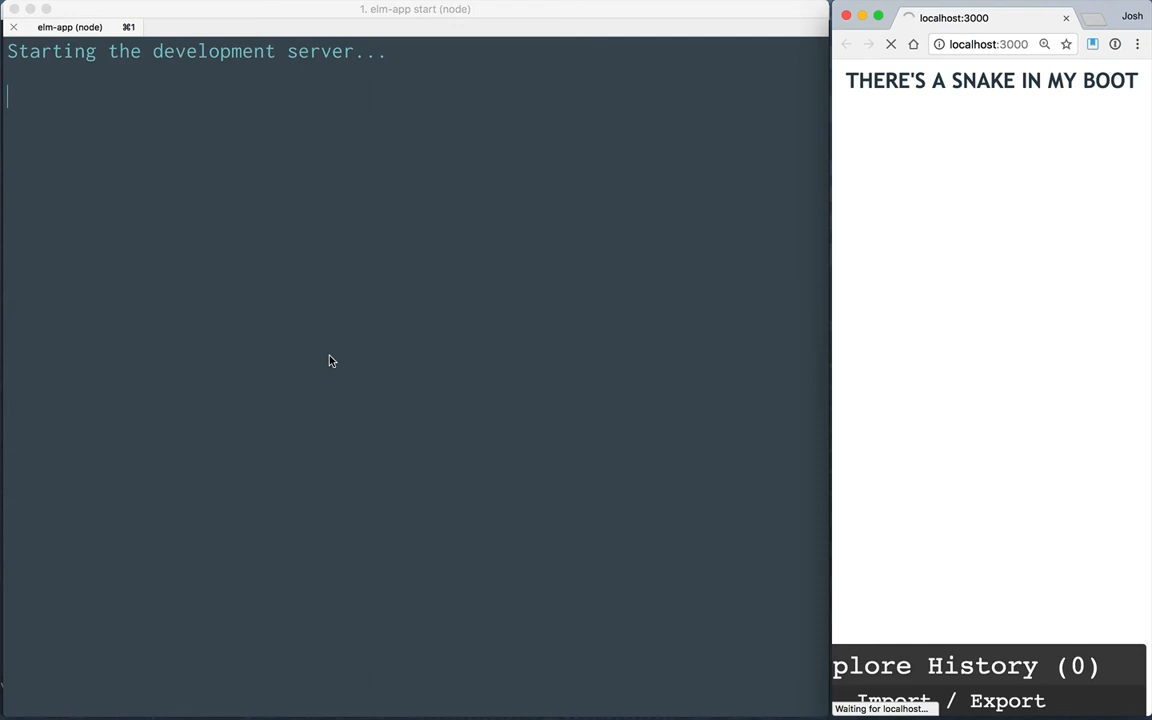 1. elm-app start (node)
elm-app (node) ⌘1
Starting the development server...
localhost:3000
Josh
localhost:3000
THERE'S A SNAKE IN MY BOOT
plore History (0)
Import / Export
Waiting for localhost...